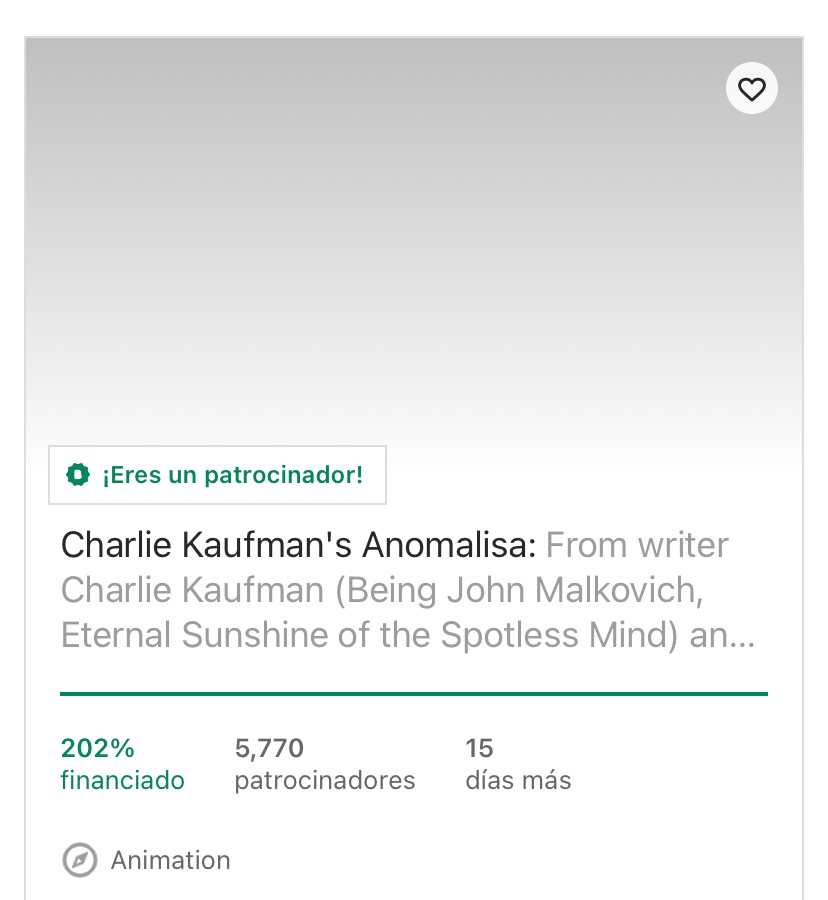 ¡Eres un patrocinador!
Charlie Kaufman's Anomalisa: From writer
Charlie Kaufman (Being John Malkovich,
Eternal Sunshine of the Spotless Mind) an...
202%
financiado
5,770
patrocinadores
15
días más
Animation